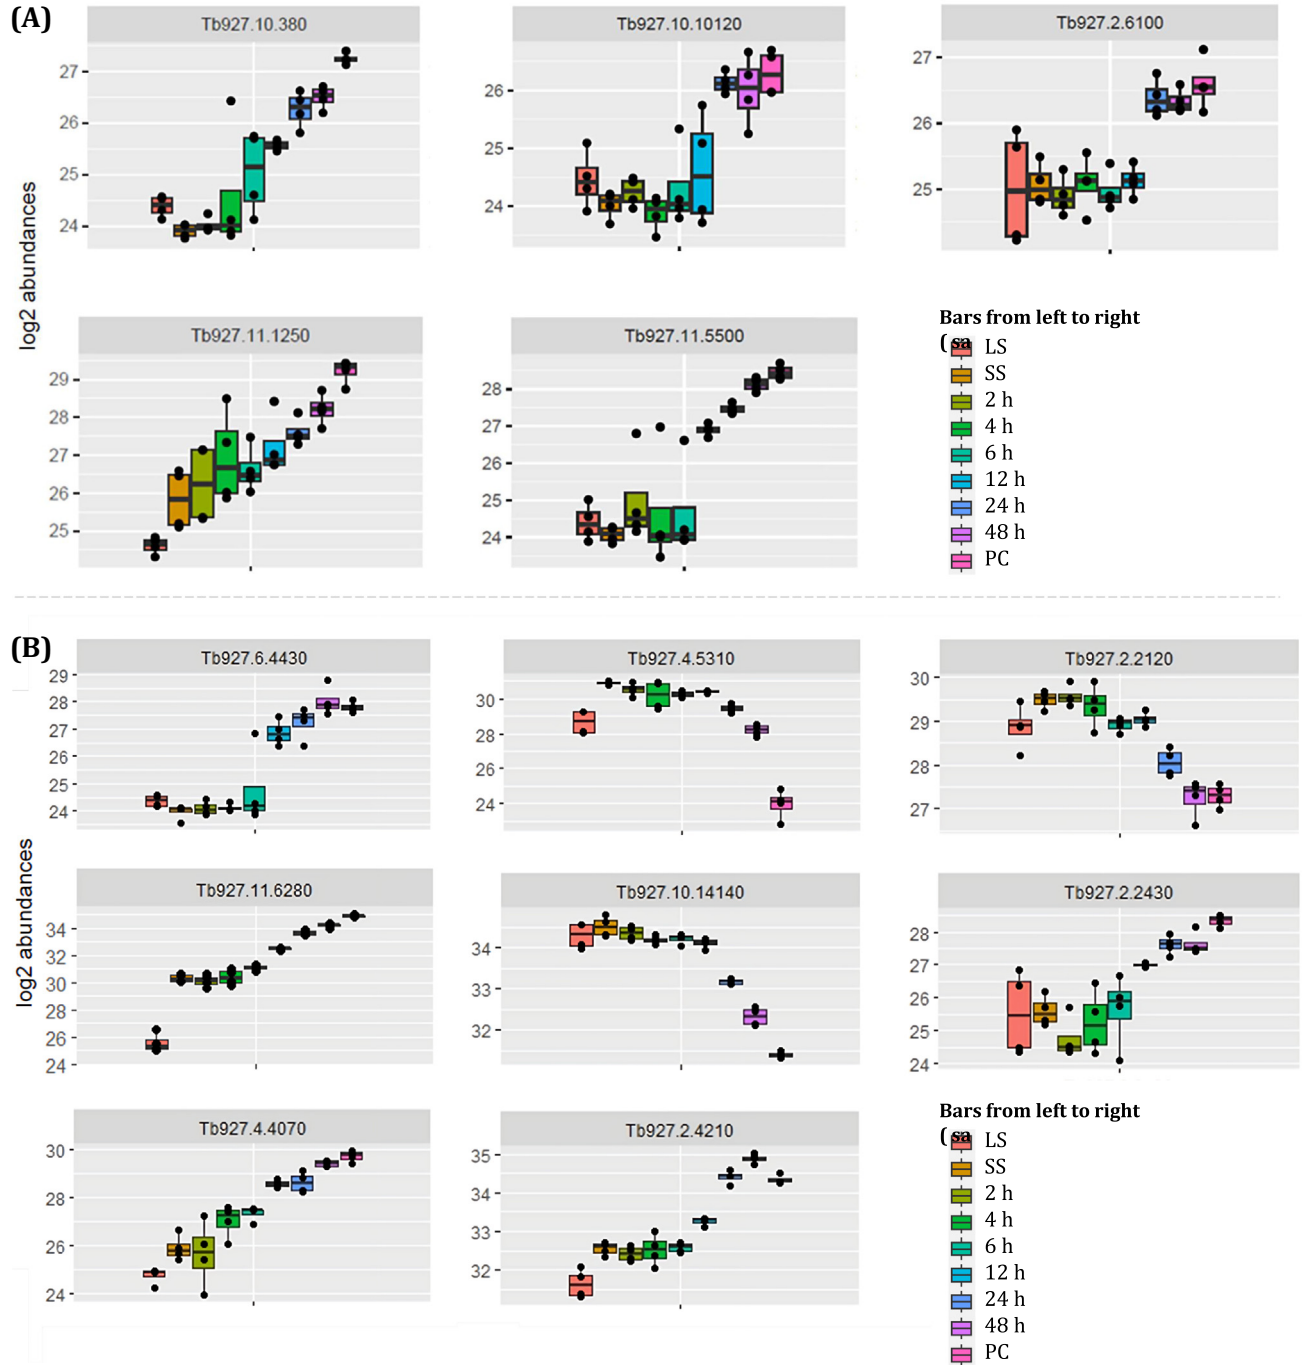 (A)
Tb927.10.380
Tb927.10.10120
Tb927.2.6100
27
26
25
24
26
25
24
27
26
25
log2 abundances
Tb927.11.1250
Tb927.11.5500
29
28
27
26
25
28
27
26
25
24
Bars from left to right
(sa
LS
SS
2 h
4 h
6 h
12 h
24 h
48 h
PC
(B)
Tb927.6.4430
Tb927.4.5310
Tb927.2.2120
29
28
27
26
25
24
30
28
26
24
30
29
28
27
log2 abundances
Tb927.11.6280
Tb927.10.14140
Tb927.2.2430
34
32
30
28
26
24
34
33
32
28
27
26
25
24
Tb927.4.4070
Tb927.2.4210
30
28
26
24
35
34
33
32
Bars from left to right
(sa
LS
SS
2 h
4 h
6 h
12 h
24 h
48 h
PC